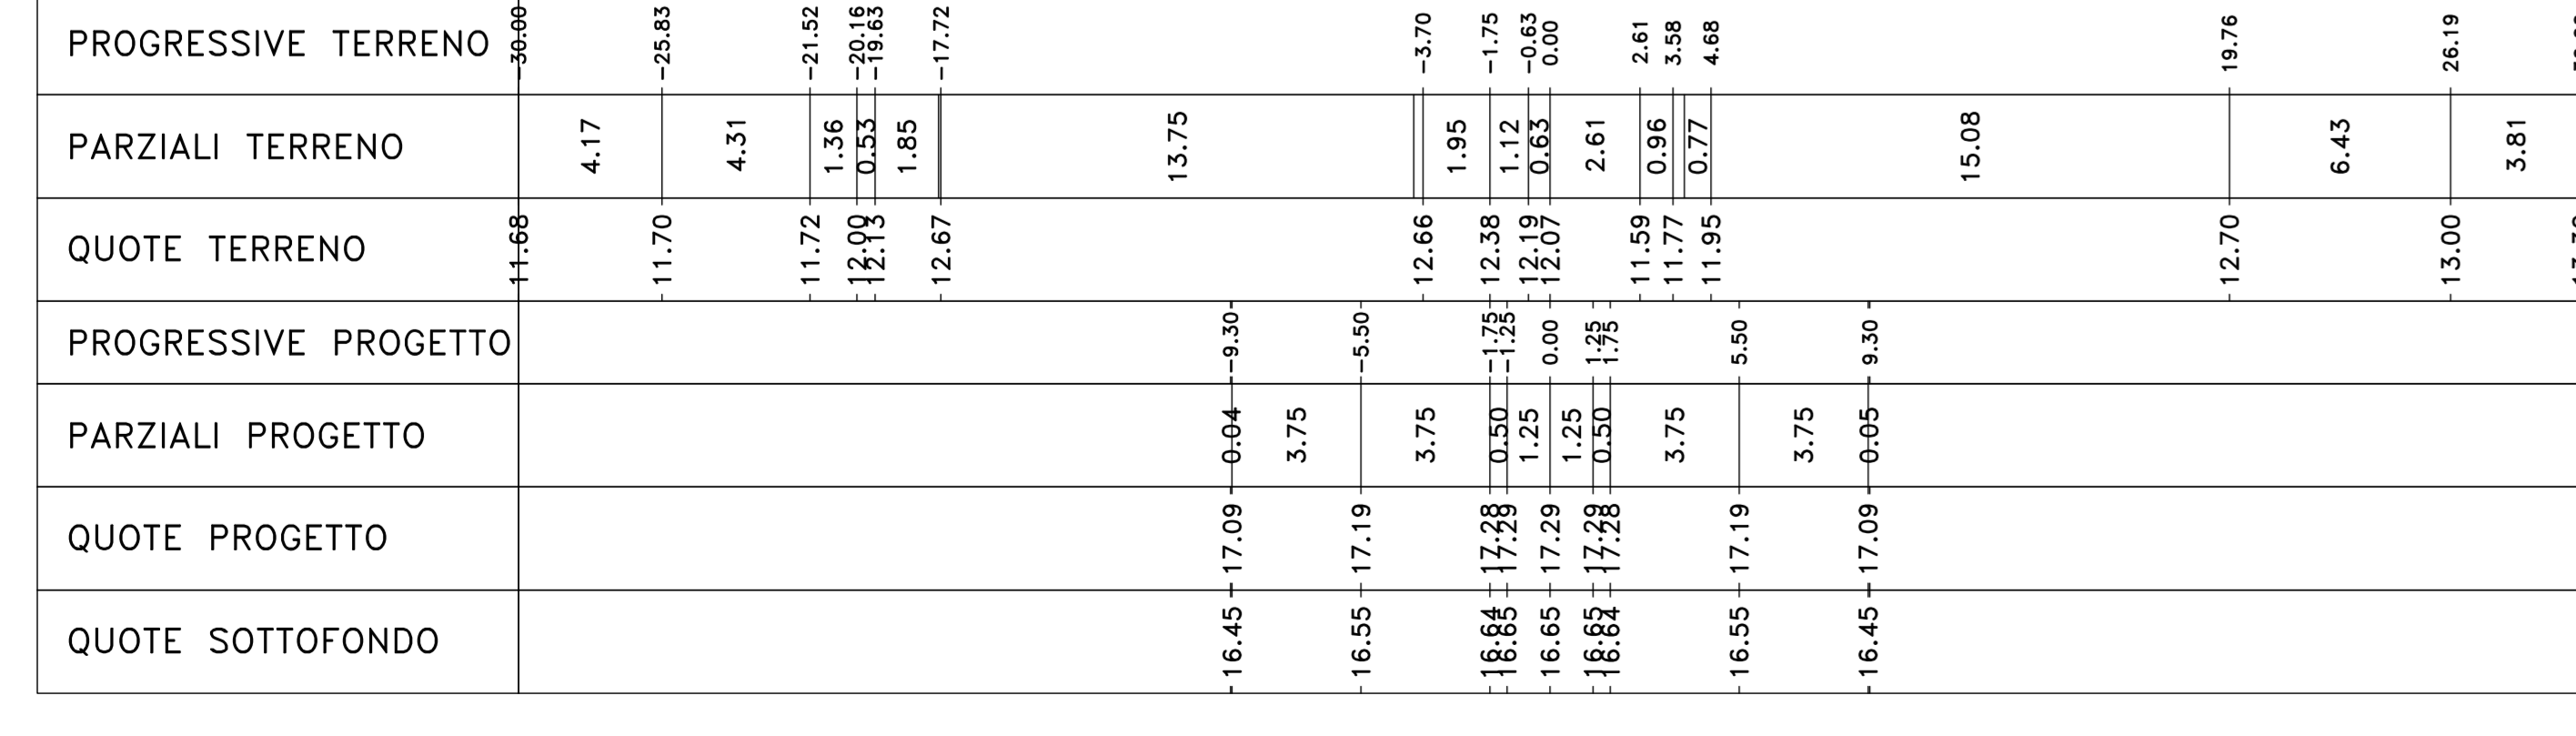 PROGRESSIVE TERRENO -30.00 -25.83 -21.52 -20.16 -19.63 -17.72 -3.70 -1.75 -0.63 0.00 2.61 3.58 4.68 19.76 26.19
PARZIALI TERRENO 4.17 4.31 1.36 0.53 1.85 13.75 1.95 1.12 0.63 2.61 0.96 0.77 15.08 6.43 3.81
QUOTE TERRENO 11.68 11.70 11.72 12.00 12.13 12.67 12.66 12.38 12.19 12.07 11.59 11.77 11.95 12.70 13.00
PROGRESSIVE PROGETTO -9.30 -5.50 -1.75 -1.25 0.00 1.25 1.75 5.50 9.30
PARZIALI PROGETTO 0.04 3.75 3.75 0.50 1.25 1.25 0.50 3.75 3.75 0.05
QUOTE PROGETTO 17.09 17.19 17.28 17.29 17.29 17.29 17.28 17.19 17.09
QUOTE SOTTOFONDO 16.45 16.55 16.64 16.65 16.65 16.65 16.64 16.55 16.45